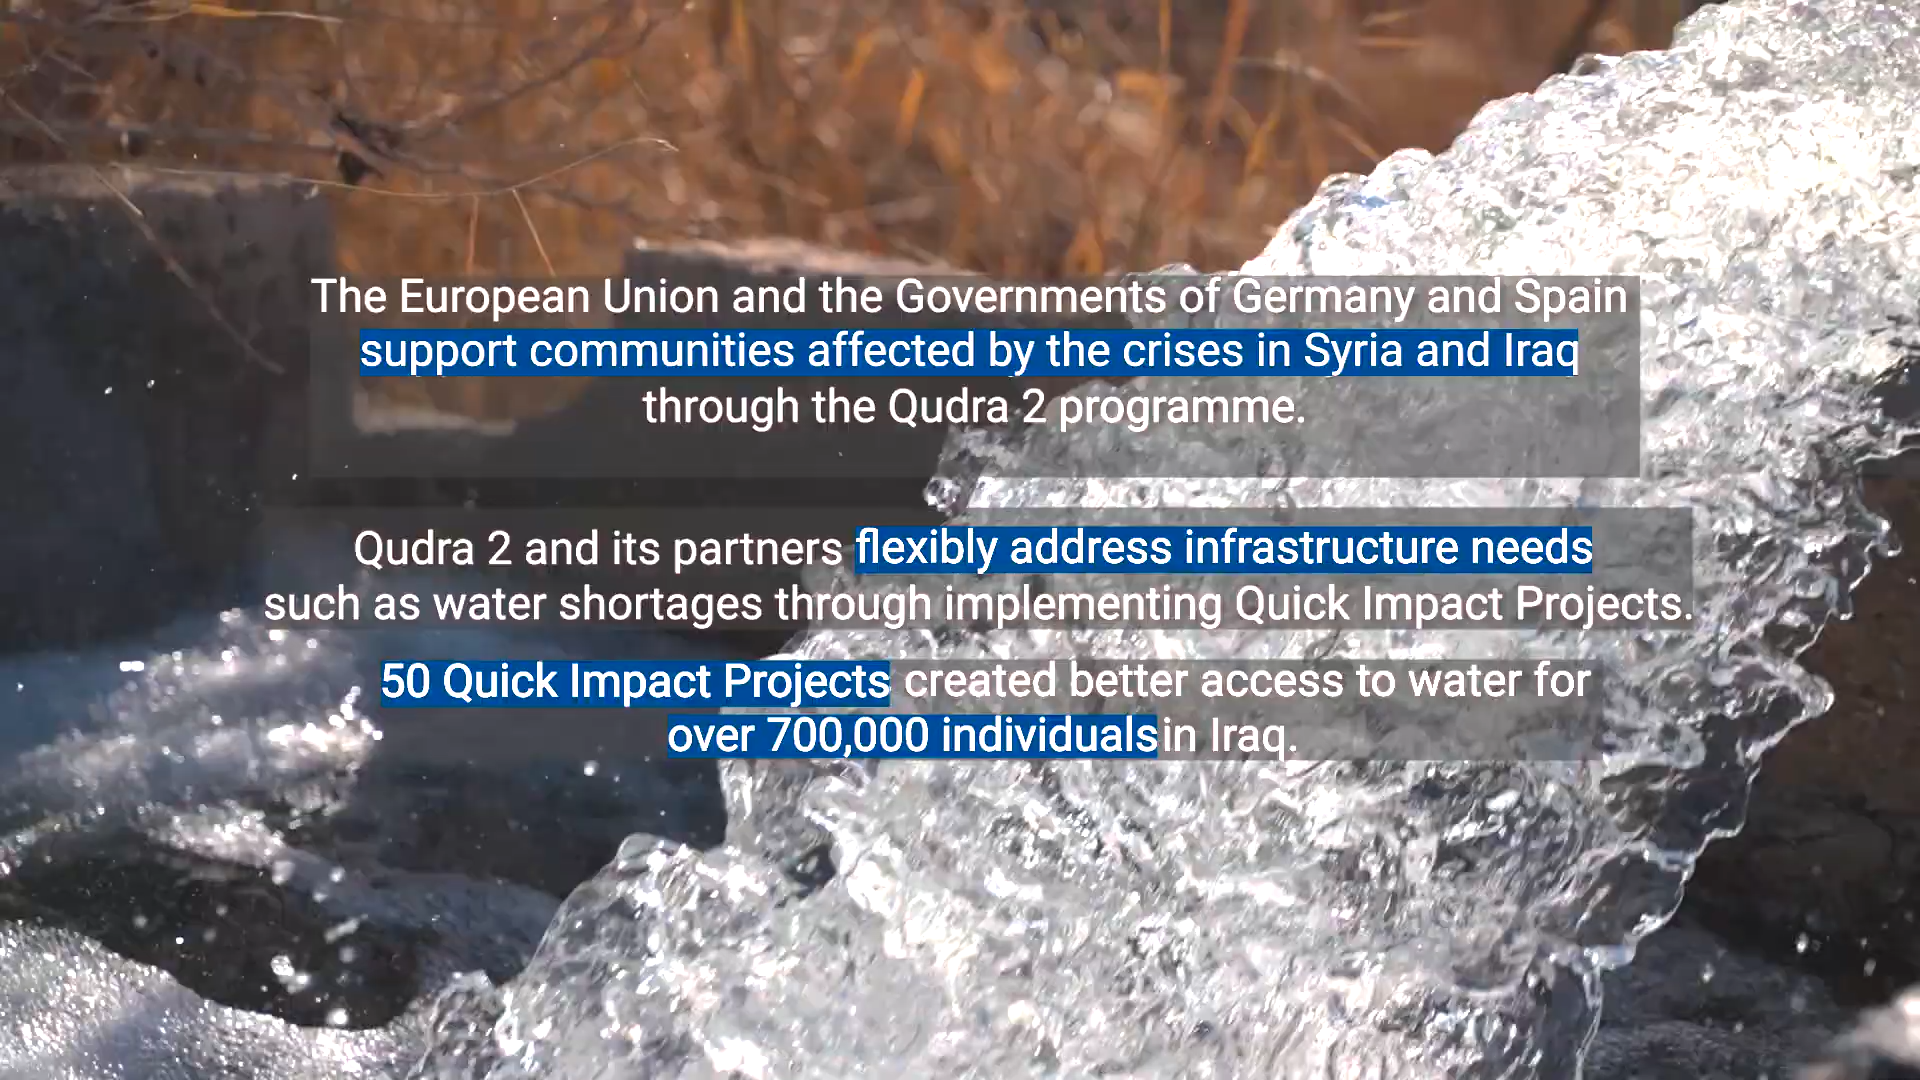 The European Union and the Governments of Germany and Spain
support communities affected by the crises in Syria and Iraq
through the Qudra 2 programme.
Qudra 2 and its partners flexibly address infrastructure needs
such as water shortages through implementing Quick Impact Projects.
50 Quick Impact Projects created better access to water for
over 700,000 individuals in Iraq.